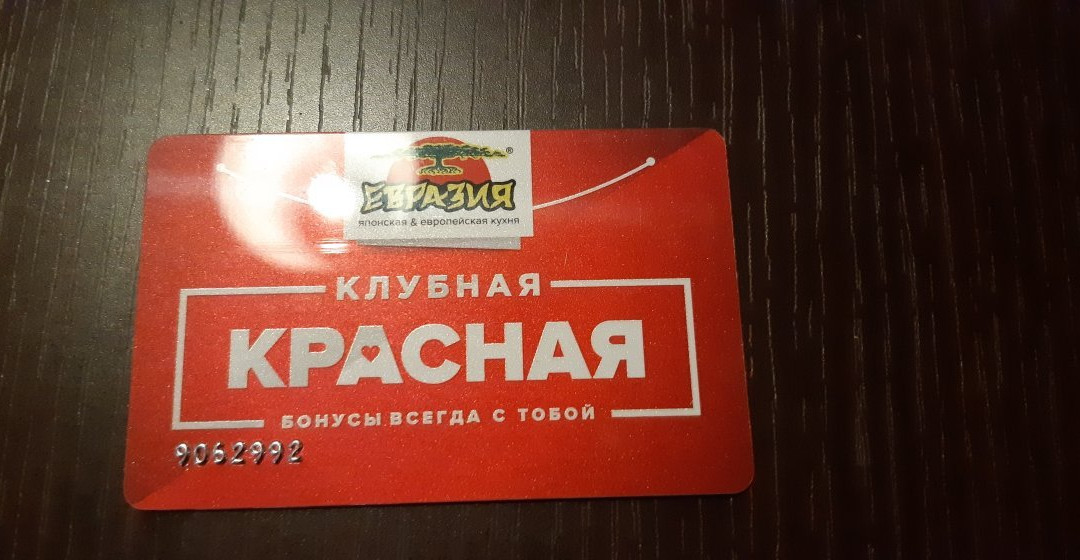 ЕВРАЗИЯ®
японская & европейская кухня
КЛУБНАЯ
КРАСНАЯ
БОНУСЫ ВСЕГДА С ТОБОЙ
9062992